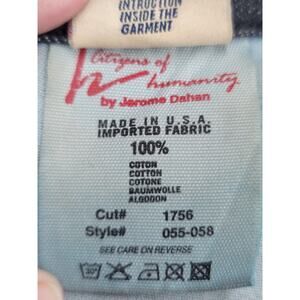 INTRUCTION
INSIDE THE
GARMENT
Citizens of
humanity
by Jerome Dahan
MADE IN U.S.A.
IMPORTED FABRIC
100%
COTON
COTTON
COTONE
BAUMWOLLE
ALGODON
Cut# 1756
Style# 055-058
SEE CARE ON REVERSE